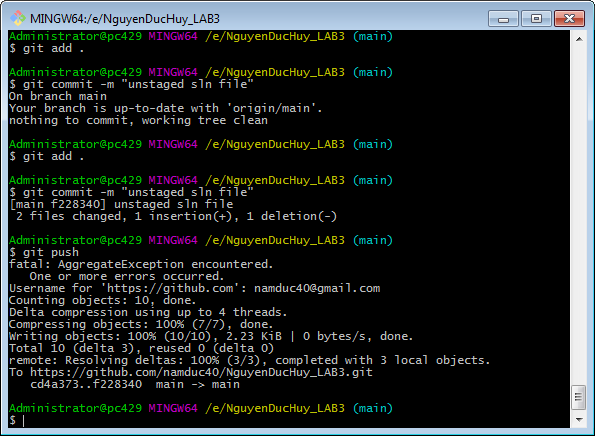 MINGW64:/e/NguyenDucHuy_LAB3
Administrator@pc429 MINGW64 /e/NguyenDucHuy_LAB3 (main)
$ git add .
Administrator@pc429 MINGW64 /e/NguyenDucHuy_LAB3 (main)
$ git commit -m "unstaged sln file"
On branch main
Your branch is up-to-date with 'origin/main'.
nothing to commit, working tree clean
Administrator@pc429 MINGW64 /e/NguyenDucHuy_LAB3 (main)
$ git add .
Administrator@pc429 MINGW64 /e/NguyenDucHuy_LAB3 (main)
$ git commit -m "unstaged sln file"
[main f228340] unstaged sln file
 2 files changed, 1 insertion(+), 1 deletion(-)
Administrator@pc429 MINGW64 /e/NguyenDucHuy_LAB3 (main)
$ git push
fatal: AggregateException encountered.
   One or more errors occurred.
Username for 'https://github.com': namduc40@gmail.com
Counting objects: 10, done.
Delta compression using up to 4 threads.
Compressing objects: 100% (7/7), done.
Writing objects: 100% (10/10), 2.23 KiB | 0 bytes/s, done.
Total 10 (delta 3), reused 0 (delta 0)
remote: Resolving deltas: 100% (3/3), completed with 3 local objects.
To https://github.com/namduc40/NguyenDucHuy_LAB3.git
   cd4a373..f228340  main -> main
Administrator@pc429 MINGW64 /e/NguyenDucHuy_LAB3 (main)
$